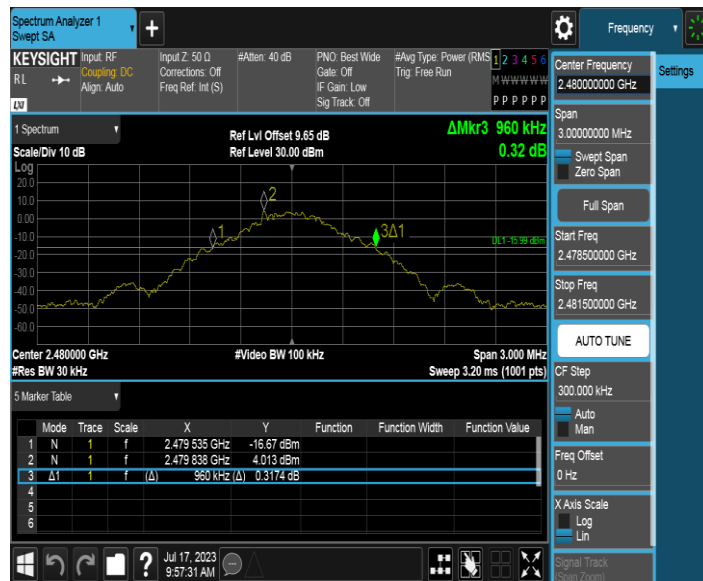 Spectrum Analyzer 1
Swept SA
+
Frequency
KEYSIGHT Input: RF Input Z: 50 Ω #Atten: 40 dB PNO: Best Wide #Avg Type: Power (RMS 1 2 3 4 5 6
RL Coupling: DC Corrections: Off Gate: Off Trig: Free Run M W W W W W
Align: Auto Freq Ref: Int (S) IF Gain: Low
Sig Track: Off P P P P P P
LXI
Settings
Center Frequency
2.480000000 GHz
Span
3.00000000 MHz
Swept Span
Zero Span
Full Span
Start Freq
2.478500000 GHz
Stop Freq
2.481500000 GHz
AUTO TUNE
CF Step
300.000 kHz
Auto
Man
Freq Offset
0 Hz
X Axis Scale
Log
Lin
Signal Track
(Span Zoom)
1 Spectrum
Scale/Div 10 dB
Ref Lvl Offset 9.65 dB
Ref Level 30.00 dBm
ΔMkr3 960 kHz
0.32 dB
Log
20.0
10.0
0.00
-10.0
-20.0
-30.0
-40.0
-50.0
-60.0
1
2
3Δ1
DL1 -15.99 dBm
Center 2.480000 GHz #Video BW 100 kHz Span 3.000 MHz
#Res BW 30 kHz Sweep 3.20 ms (1001 pts)
5 Marker Table
Mode Trace Scale X Y Function Function Width Function Value
1 N 1 f 2.479 535 GHz -16.67 dBm
2 N 1 f 2.479 838 GHz 4.013 dBm
3 Δ1 1 f (Δ) 960 kHz (Δ) 0.3174 dB
4
5
6
?
Jul 17, 2023
9:57:31 AM